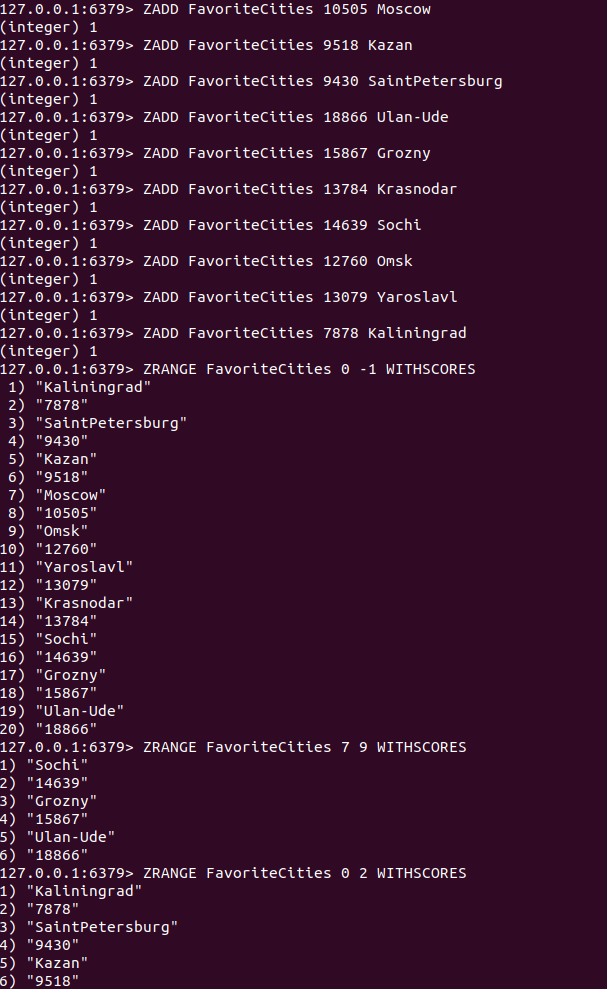 127.0.0.1:6379> ZADD FavoriteCities 10505 Moscow
(integer) 1
127.0.0.1:6379> ZADD FavoriteCities 9518 Kazan
(integer) 1
127.0.0.1:6379> ZADD FavoriteCities 9430 SaintPetersburg
(integer) 1
127.0.0.1:6379> ZADD FavoriteCities 18866 Ulan-Ude
(integer) 1
127.0.0.1:6379> ZADD FavoriteCities 15867 Grozny
(integer) 1
127.0.0.1:6379> ZADD FavoriteCities 13784 Krasnodar
(integer) 1
127.0.0.1:6379> ZADD FavoriteCities 14639 Sochi
(integer) 1
127.0.0.1:6379> ZADD FavoriteCities 12760 Omsk
(integer) 1
127.0.0.1:6379> ZADD FavoriteCities 13079 Yaroslavl
(integer) 1
127.0.0.1:6379> ZADD FavoriteCities 7878 Kaliningrad
(integer) 1
127.0.0.1:6379> ZRANGE FavoriteCities 0 -1 WITHSCORES
 1) "Kaliningrad"
 2) "7878"
 3) "SaintPetersburg"
 4) "9430"
 5) "Kazan"
 6) "9518"
 7) "Moscow"
 8) "10505"
 9) "Omsk"
10) "12760"
11) "Yaroslavl"
12) "13079"
13) "Krasnodar"
14) "13784"
15) "Sochi"
16) "14639"
17) "Grozny"
18) "15867"
19) "Ulan-Ude"
20) "18866"
127.0.0.1:6379> ZRANGE FavoriteCities 7 9 WITHSCORES
1) "Sochi"
2) "14639"
3) "Grozny"
4) "15867"
5) "Ulan-Ude"
6) "18866"
127.0.0.1:6379> ZRANGE FavoriteCities 0 2 WITHSCORES
1) "Kaliningrad"
2) "7878"
3) "SaintPetersburg"
4) "9430"
5) "Kazan"
6) "9518"